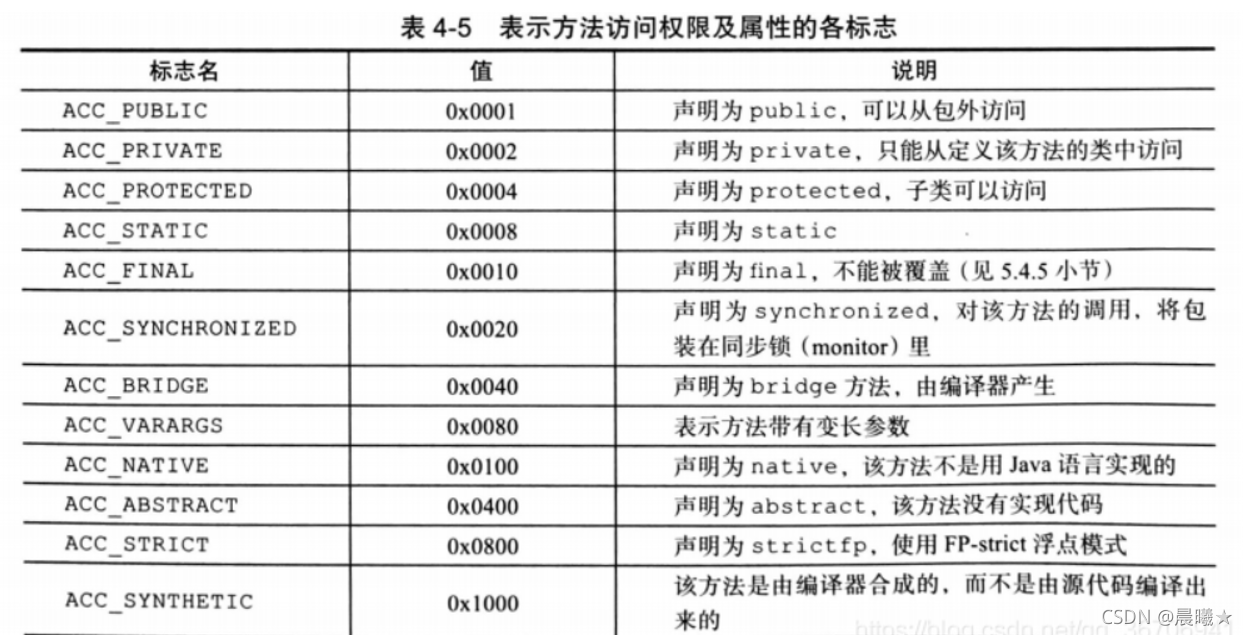 表 4-5 表示方法访问权限及属性的各标志
标志名 值 说明
ACC_PUBLIC 0x0001 声明为 public，可以从包外访问
ACC_PRIVATE 0x0002 声明为 private，只能从定义该方法的类中访问
ACC_PROTECTED 0x0004 声明为 protected，子类可以访问
ACC_STATIC 0x0008 声明为 static
ACC_FINAL 0x0010 声明为 final，不能被覆盖（见 5.4.5 小节）
ACC_SYNCHRONIZED 0x0020 声明为 synchronized，对该方法的调用，将包
装在同步锁（monitor）里
ACC_BRIDGE 0x0040 声明为 bridge 方法，由编译器产生
ACC_VARARGS 0x0080 表示方法带有变长参数
ACC_NATIVE 0x0100 声明为 native，该方法不是用 Java 语言实现的
ACC_ABSTRACT 0x0400 声明为 abstract，该方法没有实现代码
ACC_STRICT 0x0800 声明为 strictfp，使用 FP-strict 浮点模式
ACC_SYNTHETIC 0x1000 该方法是由编译器合成的，而不是由源代码编译出
来的
CSDN @晨曦★